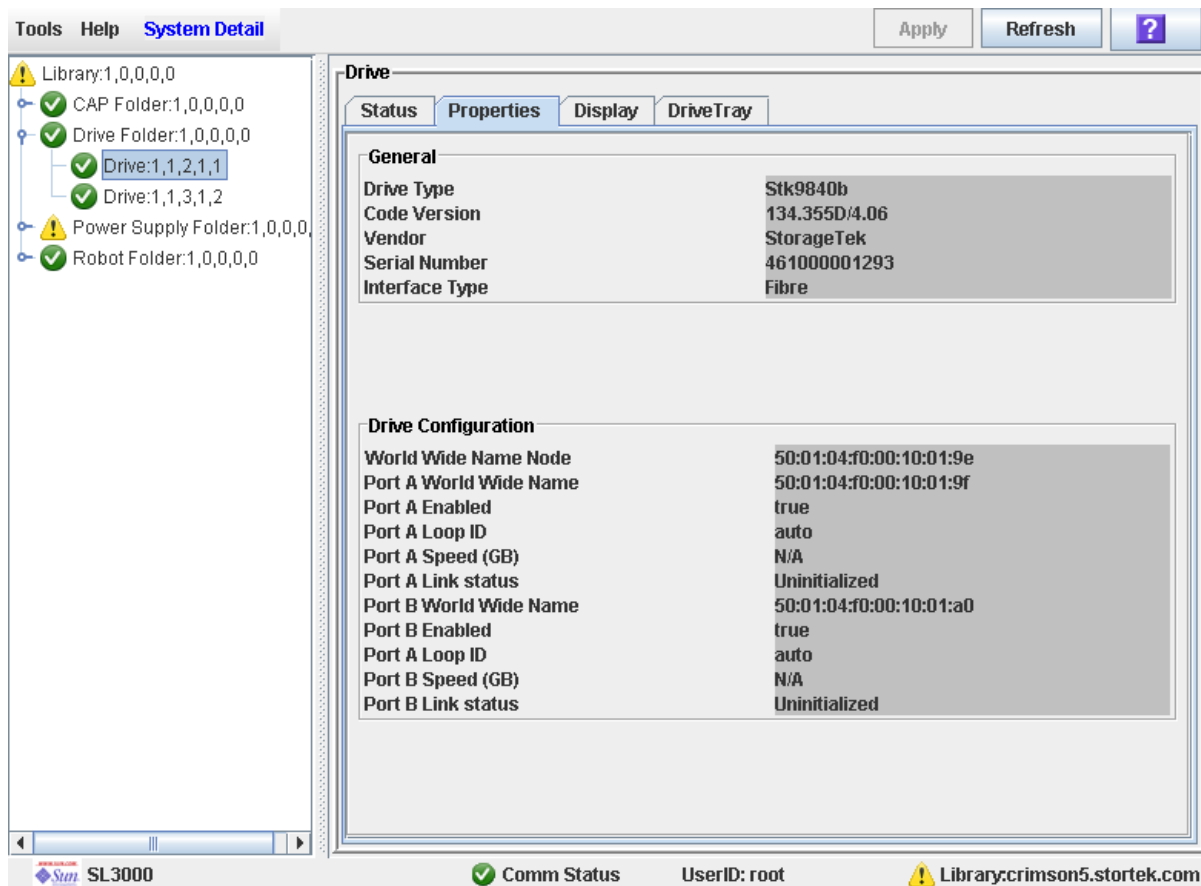 Tools Help System Detail
Apply Refresh ?
Library:1,0,0,0,0
CAP Folder:1,0,0,0,0
Drive Folder:1,0,0,0,0
Drive:1,1,2,1,1
Drive:1,1,3,1,2
Power Supply Folder:1,0,0,0,
Robot Folder:1,0,0,0,0
Drive
Status Properties Display DriveTray
General
Drive Type Stk9840b
Code Version 134.355D/4.06
Vendor StorageTek
Serial Number 461000001293
Interface Type Fibre
Drive Configuration
World Wide Name Node 50:01:04:f0:00:10:01:9e
Port A World Wide Name 50:01:04:f0:00:10:01:9f
Port A Enabled true
Port A Loop ID auto
Port A Speed (GB) N/A
Port A Link status Uninitialized
Port B World Wide Name 50:01:04:f0:00:10:01:a0
Port B Enabled true
Port A Loop ID auto
Port B Speed (GB) N/A
Port B Link status Uninitialized
Sun SL3000 Comm Status UserID: root Library:crimson5.stortek.com